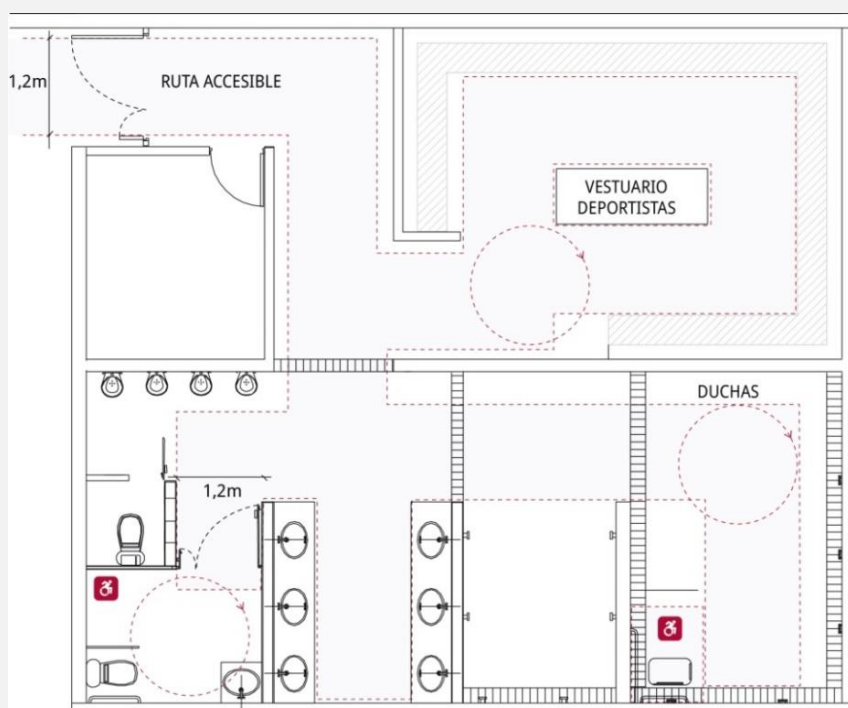 1,2m
RUTA ACCESIBLE
VESTUARIO
DEPORTISTAS
DUCHAS
1,2m